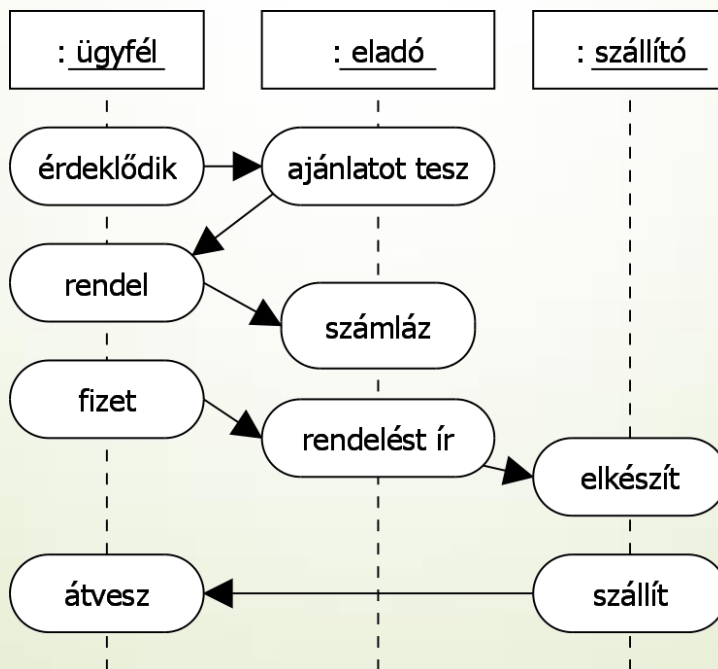 : ügyfél
: eladó
: szállító
érdeklődik
ajánlatot tesz
rendel
számláz
fizet
rendelést ír
elkészít
átvesz
szállít